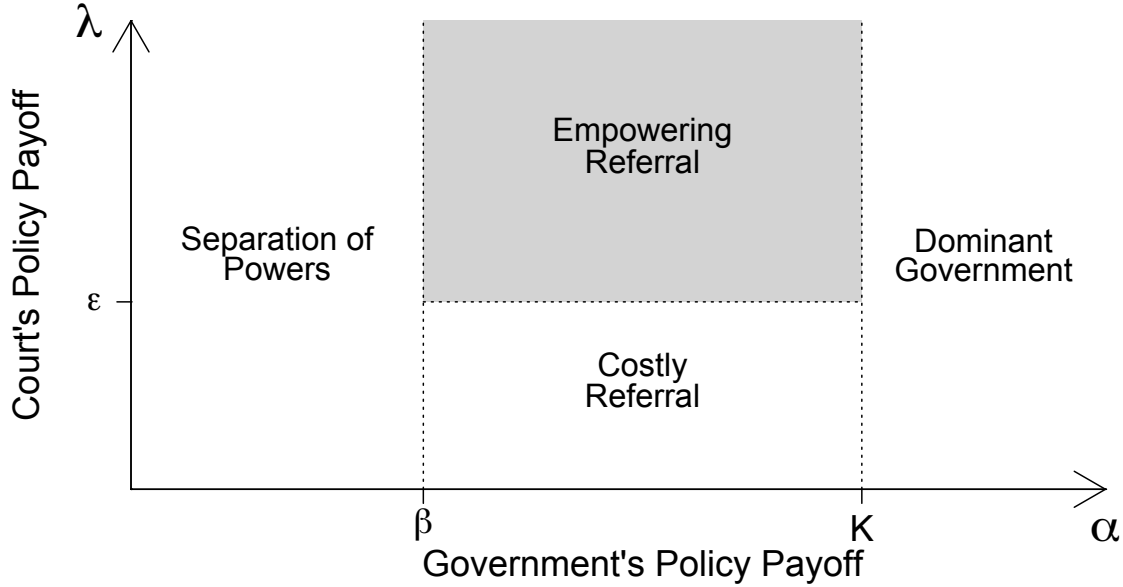 λ
Court's Policy Payoff
Empowering
Referral
Separation of
Powers
Dominant
Government
ε
Costly
Referral
β
K
α
Government's Policy Payoff